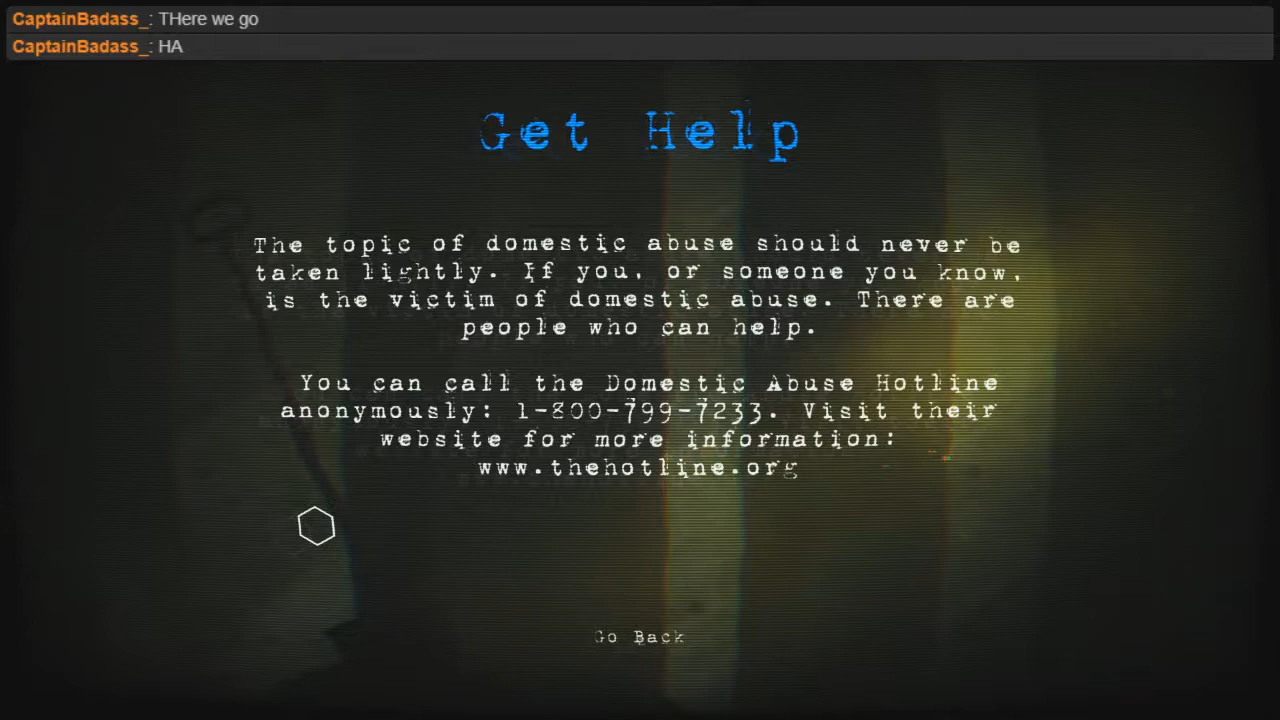 CaptainBadass_: THere we go
CaptainBadass_: HA
Get Help
The topic of domestic abuse should never be
taken lightly. If you, or someone you know,
is the victim of domestic abuse. There are
people who can help.
You can call the Domestic Abuse Hotline
anonymously: 1-800-799-7233. Visit their
website for more information:
www.thehotline.org
Go Back